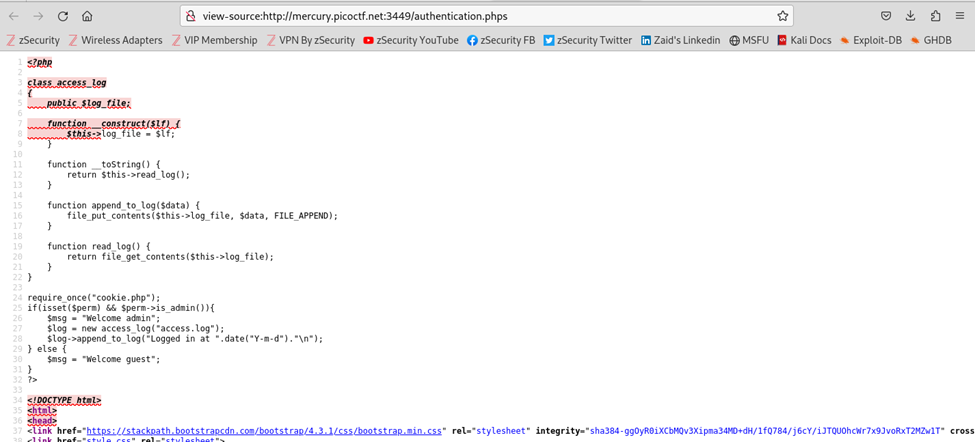 view-source:http://mercury.picoctf.net:3449/authentication.phps
zSecurity Wireless Adapters VIP Membership VPN By zSecurity zSecurity YouTube zSecurity FB zSecurity Twitter Zaid's Linkedin MSFU Kali Docs Exploit-DB GHDB
1 <?php
2
3 class access_log
4 {
5     public $log_file;
6
7     function __construct($lf) {
8         $this->log_file = $lf;
9     }
10
11     function __toString() {
12         return $this->read_log();
13     }
14
15     function append_to_log($data) {
16         file_put_contents($this->log_file, $data, FILE_APPEND);
17     }
18
19     function read_log() {
20         return file_get_contents($this->log_file);
21     }
22 }
23
24 require_once("cookie.php");
25 if(isset($perm) && $perm->is_admin()){
26     $msg = "Welcome admin";
27     $log = new access_log("access.log");
28     $log->append_to_log("Logged in at ".date("Y-m-d")."\n");
29 } else {
30     $msg = "Welcome guest";
31 }
32 ?>
33
34 <!DOCTYPE html>
35 <html>
36 <head>
37 <link href="https://stackpath.bootstrapcdn.com/bootstrap/4.3.1/css/bootstrap.min.css" rel="stylesheet" integrity="sha384-ggOyR0iXCbMQv3Xipma34MD+dH/1fQ784/j6cY/iJTQUOhcWr7x9JvoRxT2MZw1T" cross
38 <link href="style.css" rel="stylesheet">